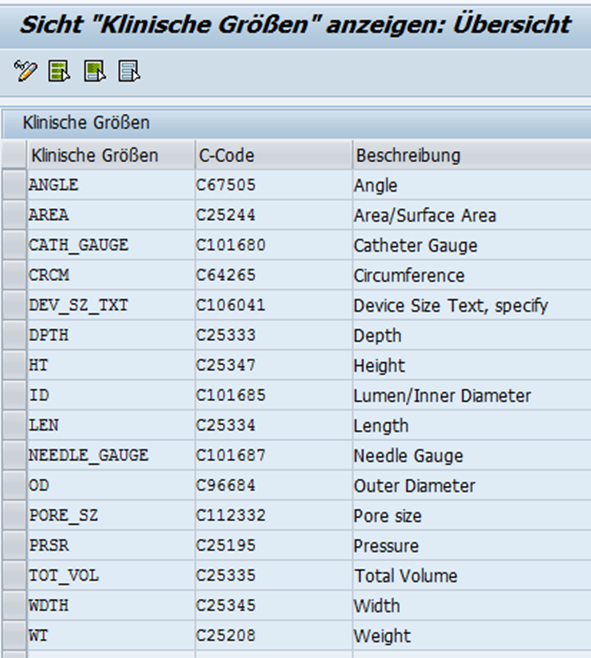 Sicht "Klinische Größen" anzeigen: Übersicht
Klinische Größen
Klinische Größen C-Code Beschreibung
ANGLE C67505 Angle
AREA C25244 Area/Surface Area
CATH_GAUGE C101680 Catheter Gauge
CRCM C64265 Circumference
DEV_SZ_TXT C106041 Device Size Text, specify
DPTH C25333 Depth
HT C25347 Height
ID C101685 Lumen/Inner Diameter
LEN C25334 Length
NEEDLE_GAUGE C101687 Needle Gauge
OD C96684 Outer Diameter
PORE_SZ C112332 Pore size
PRSR C25195 Pressure
TOT_VOL C25335 Total Volume
WDTH C25345 Width
WT C25208 Weight